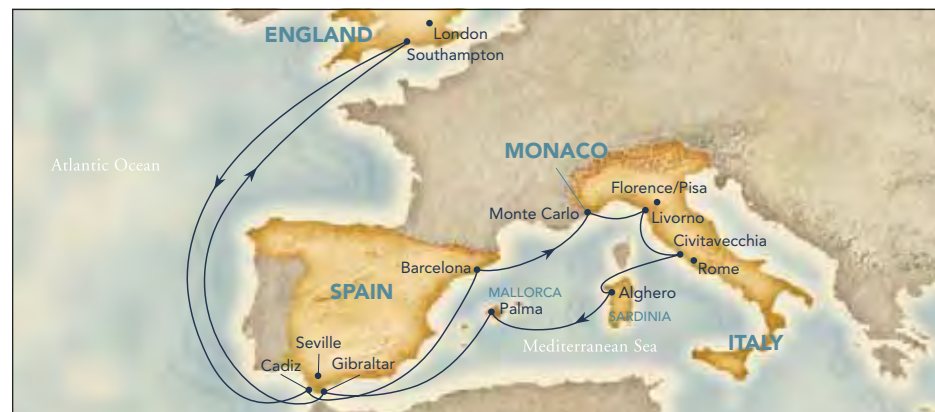 ENGLAND
London
Southampton
Atlantic Ocean
MONACO
Florence/Pisa
Monte Carlo
Livorno
Civitavecchia
Rome
Barcelona
SPAIN
MALLORCA
Palma
Alghero
SARDINIA
Mediterranean Sea
ITALY
Seville
Cadiz
Gibraltar